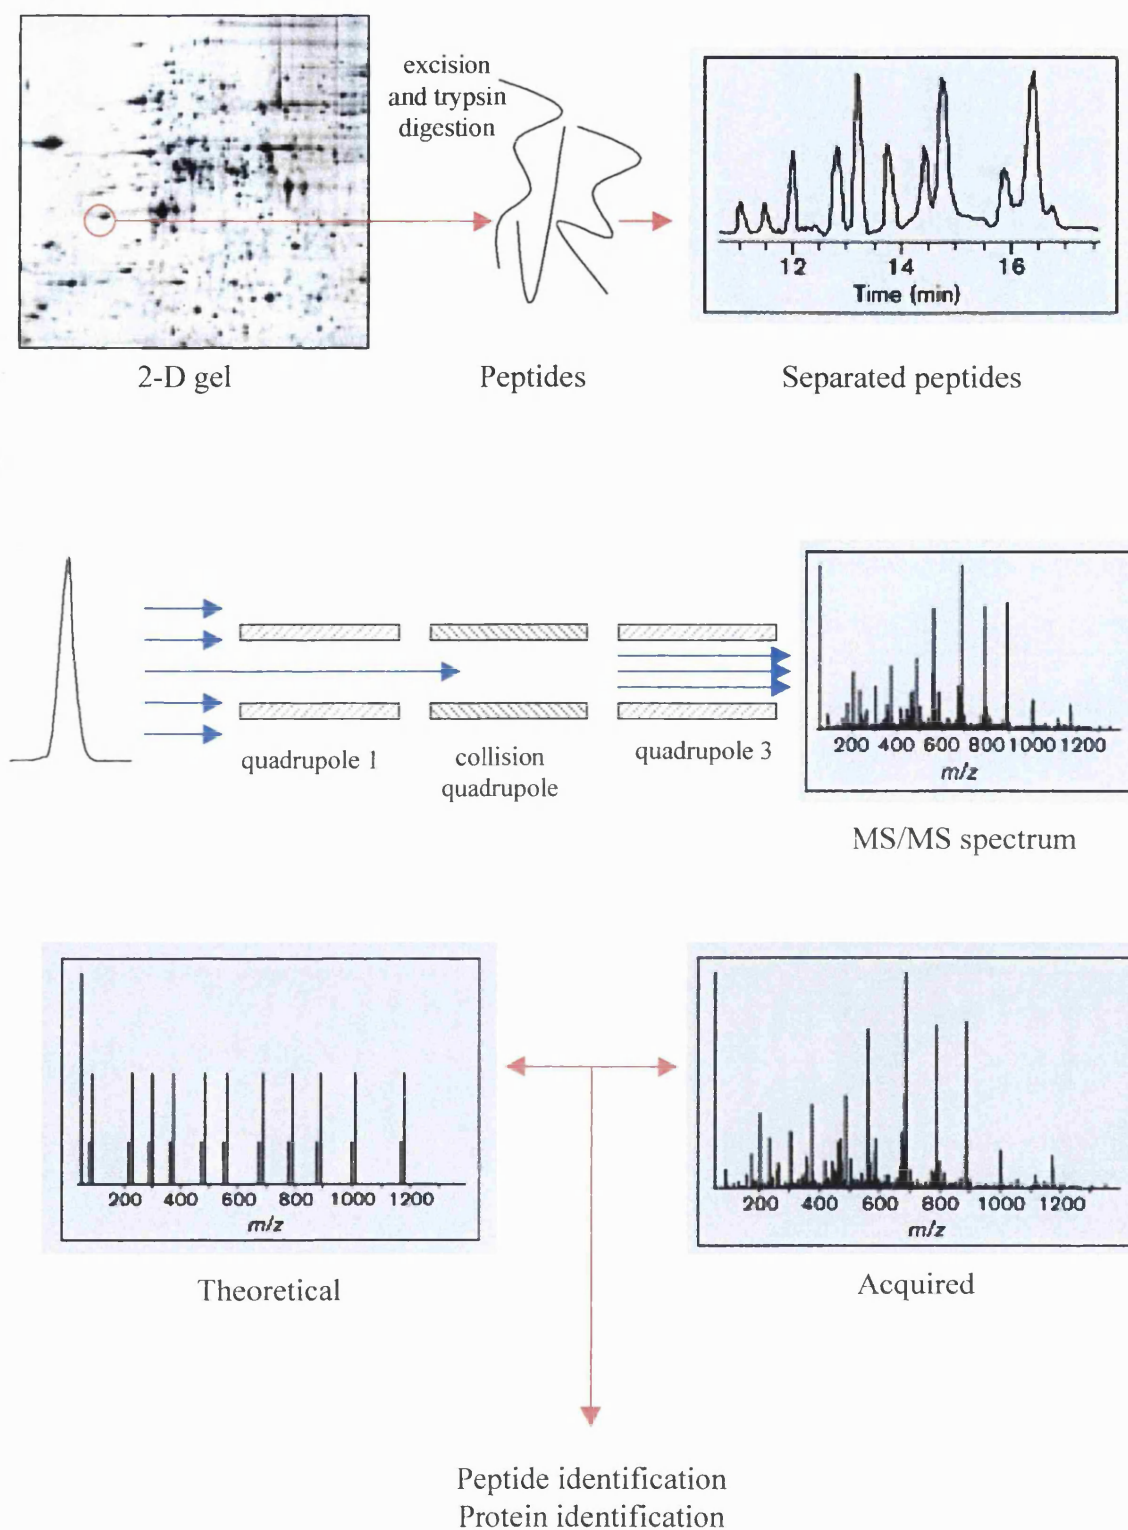 excision
and trypsin
digestion
12 14 16
Time (min)
2-D gel
Peptides
Separated peptides
quadrupole 1
collision
quadrupole
quadrupole 3
200 400 600 800 1000 1200
m/z
MS/MS spectrum
200 400 600 800 1000 1200
m/z
Theoretical
200 400 600 800 1000 1200
m/z
Acquired
Peptide identification
Protein identification